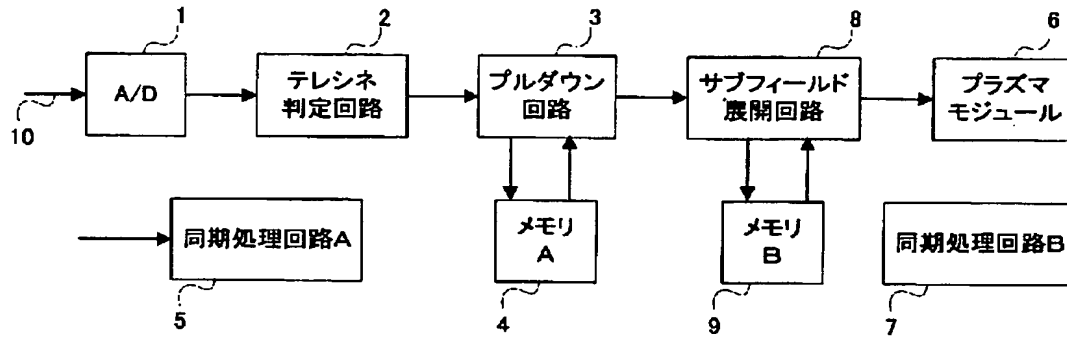 1
2
3
8
6
10
A/D
テレシネ
判定回路
プルダウン
回路
サブフィールド
展開回路
プラズマ
モジュール
同期処理回路A
メモリ
A
メモリ
B
同期処理回路B
5
4
9
7